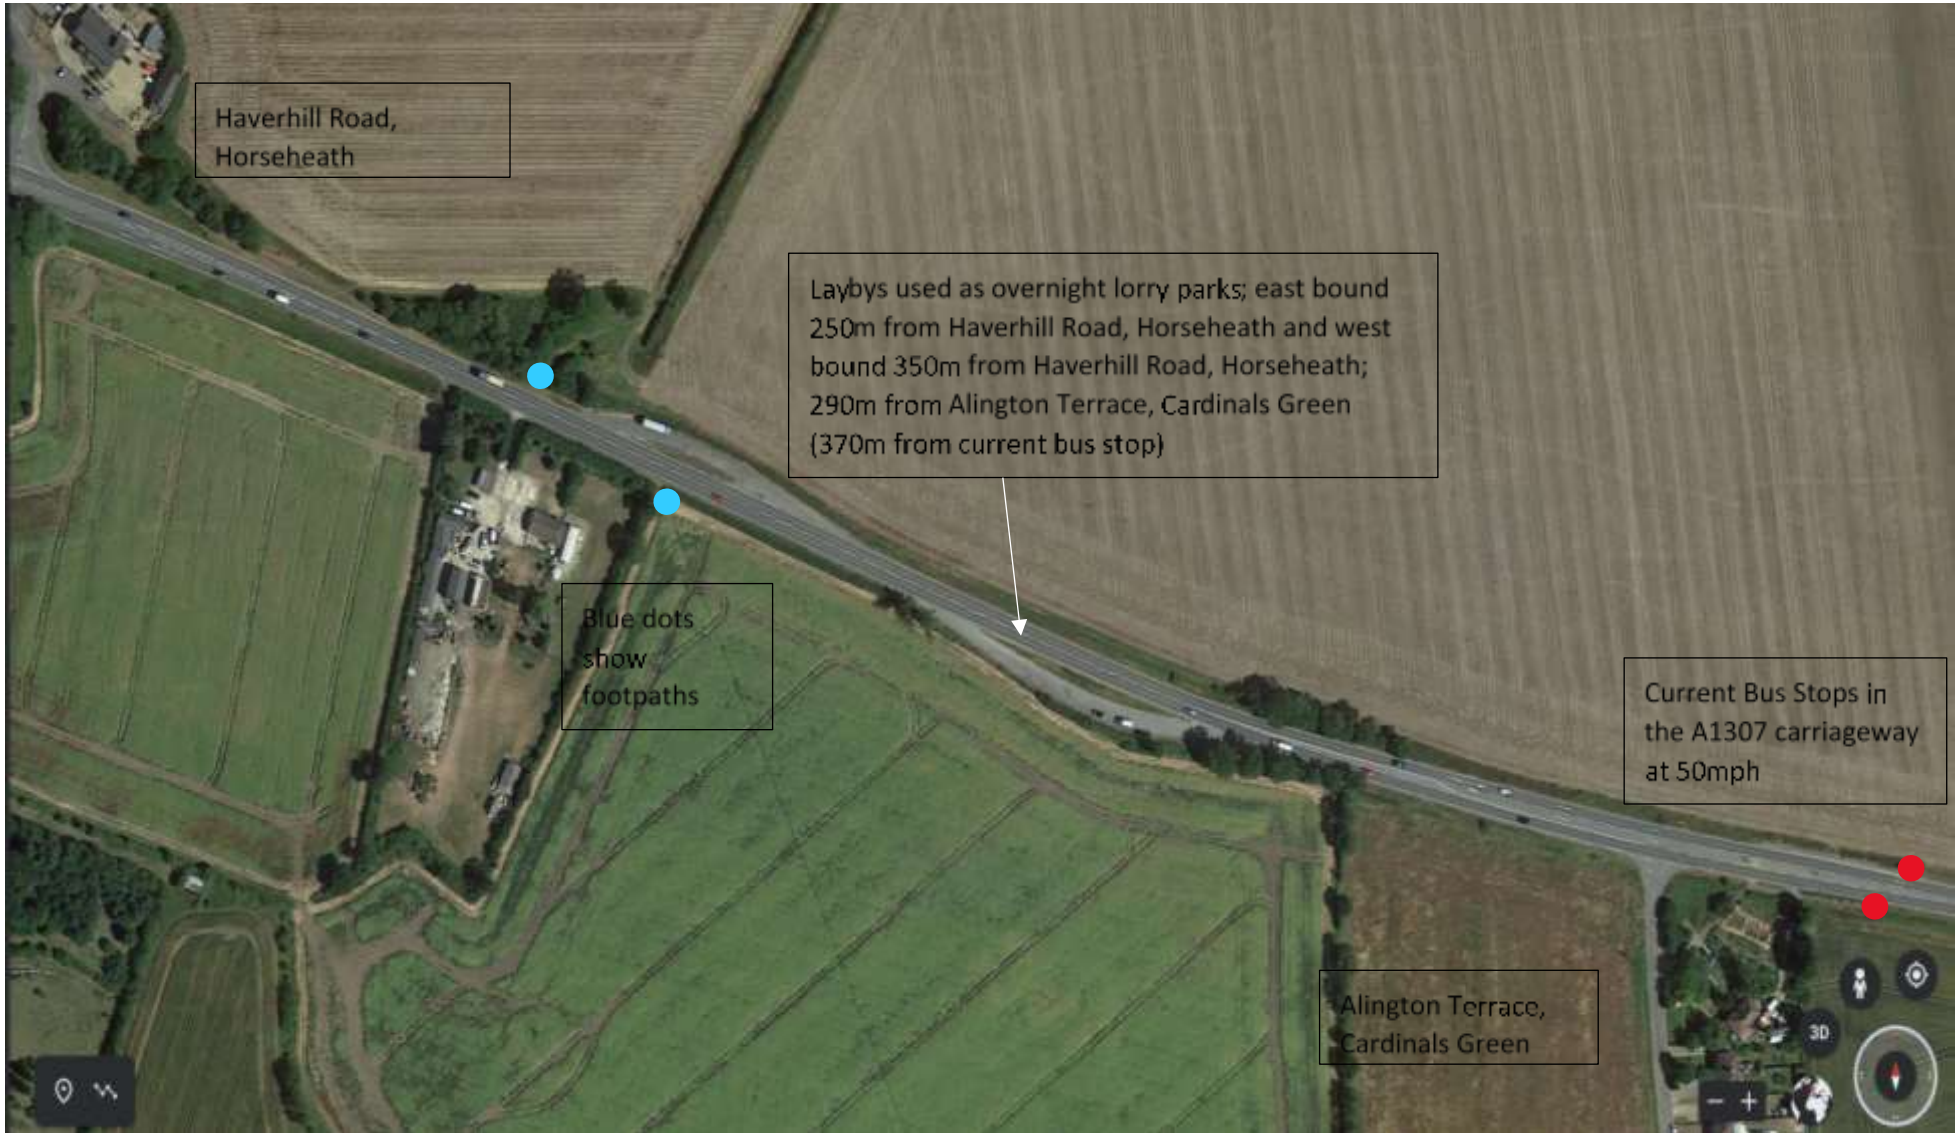 Haverhill Road,
Horseheath
Laybys used as overnight lorry parks; east bound
250m from Haverhill Road, Horseheath and west
bound 350m from Haverhill Road, Horseheath;
290m from Alington Terrace, Cardinals Green
(370m from current bus stop)
Blue dots
show
footpaths
Current Bus Stops in
the A1307 carriageway
at 50mph
Alington Terrace,
Cardinals Green
3D